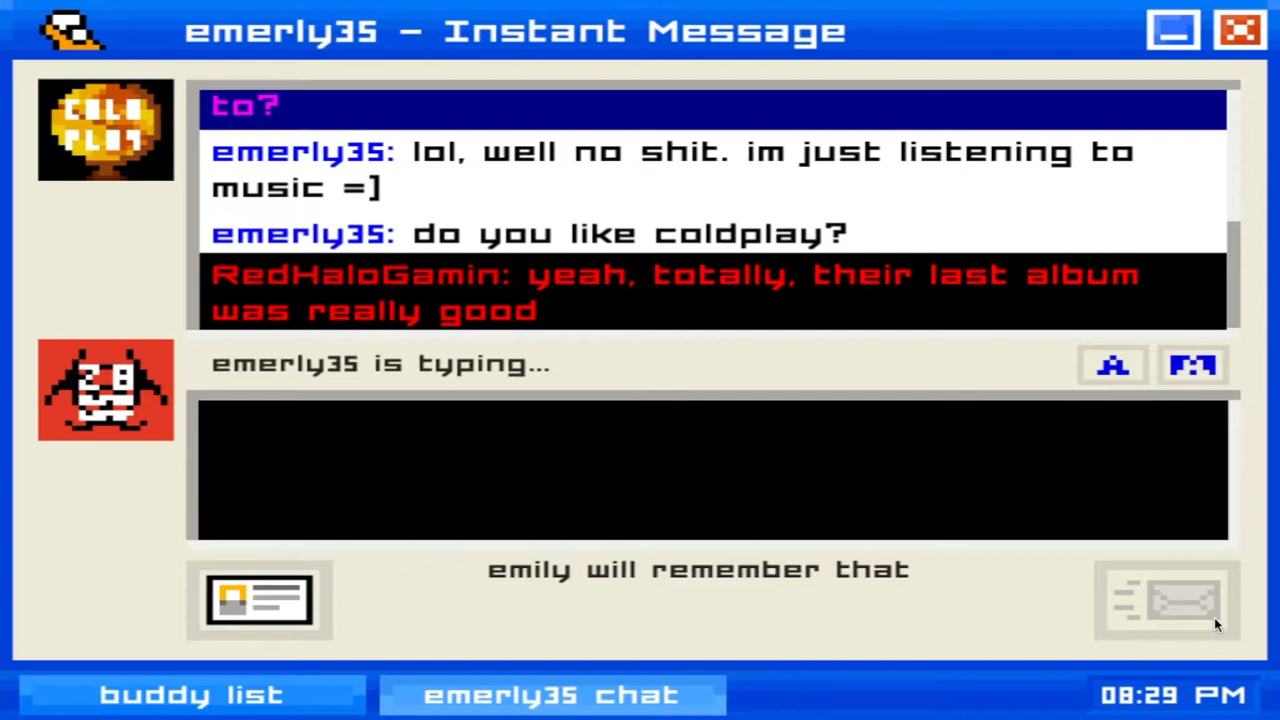 emerly35 - Instant Message
COLD
PLAY
to?
emerly35: lol, well no shit. im just listening to
music =]
emerly35: do you like coldplay?
RedHaloGamin: yeah, totally, their last album
was really good
emerly35 is typing...
A
28
emily will remember that
buddy list
emerly35 chat
08:29 PM